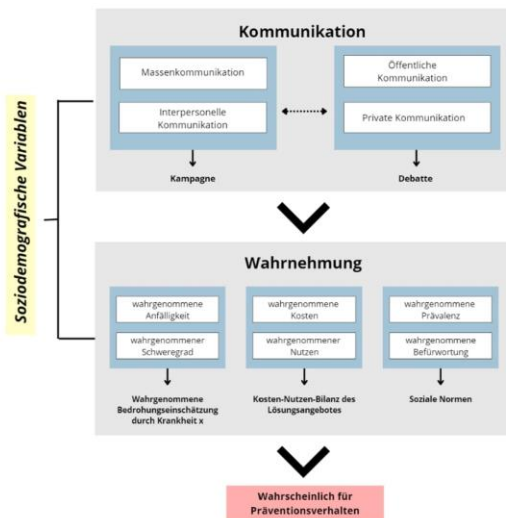 Soziodemografische Variablen
Kommunikation
Massenkommunikation
Interpersonelle
Kommunikation
Öffentliche
Kommunikation
Private Kommunikation
Kampagne
Debatte
Wahrnehmung
wahrgenommene
Anfälligkeit
wahrgenommener
Schweregrad
wahrgenommene
Kosten
wahrgenommener
Nutzen
wahrgenommene
Prävalenz
wahrgenommene
Befürwortung
Wahrgenommene
Bedrohungseinschätzung
durch Krankheit x
Kosten-Nutzen-Bilanz des
Lösungsangebotes
Soziale Normen
Wahrscheinlich für
Präventionsverhalten